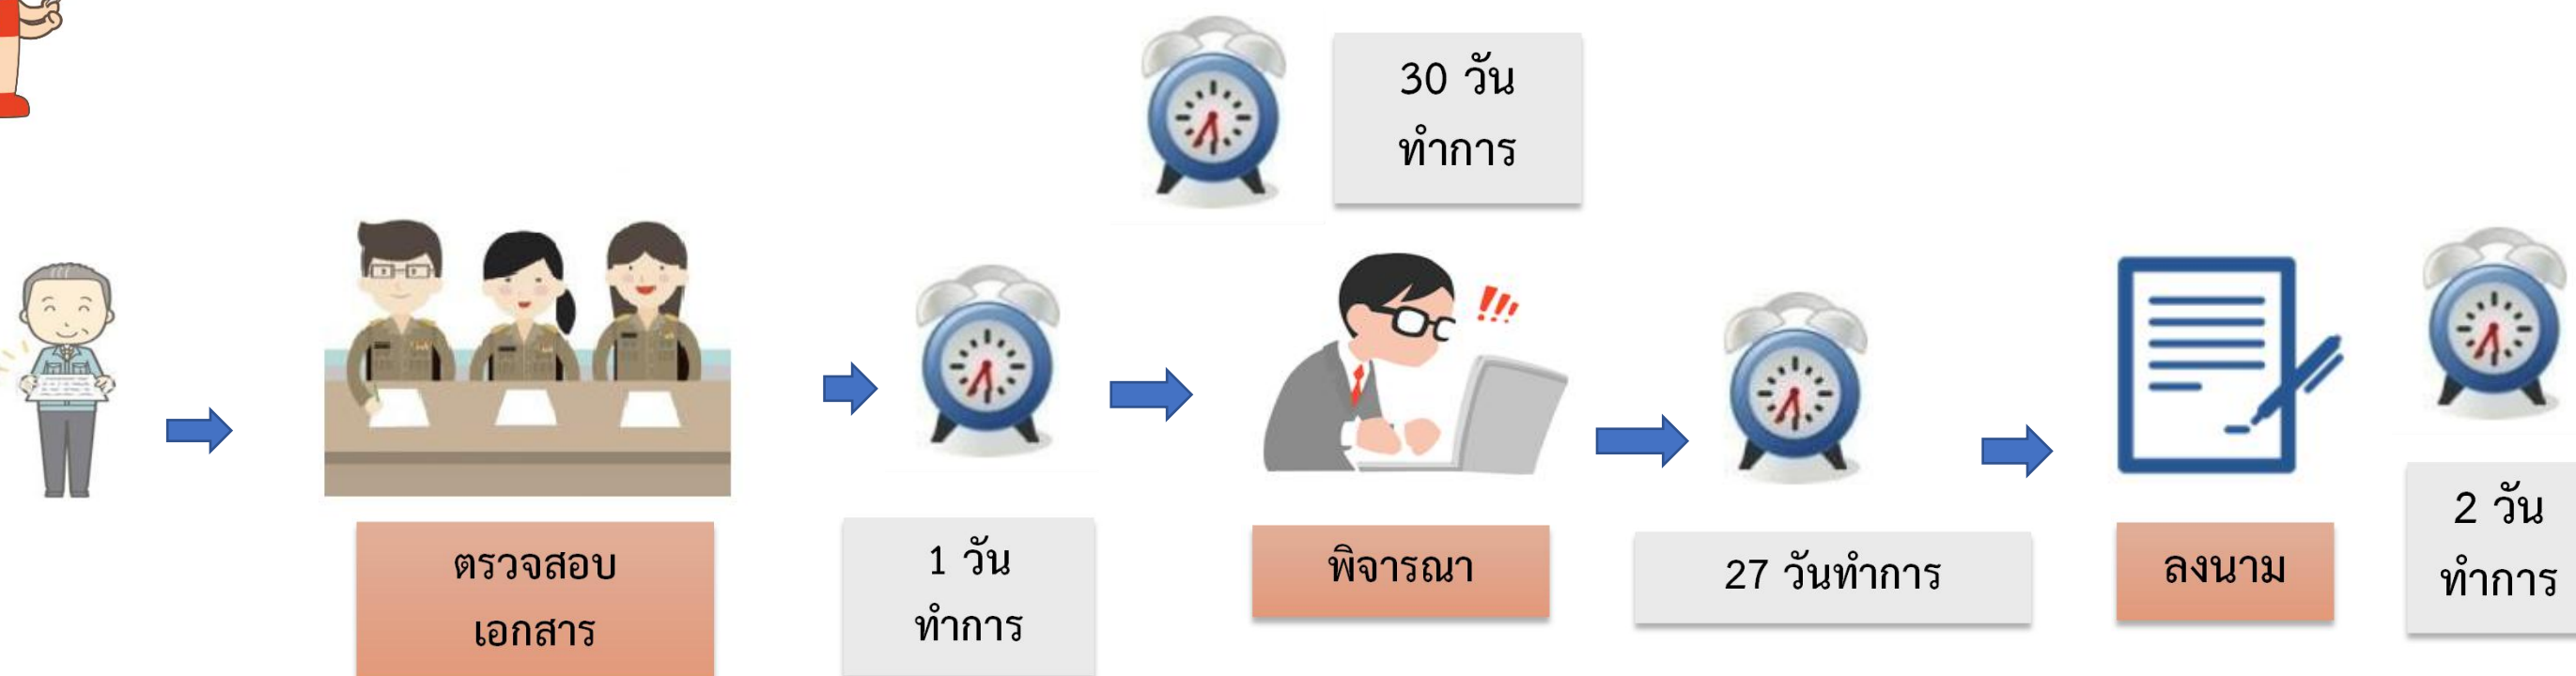 30 วัน
ทำการ
ตรวจสอบ
เอกสาร
1 วัน
ทำการ
พิจารณา
27 วันทำการ
ลงนาม
2 วัน
ทำการ